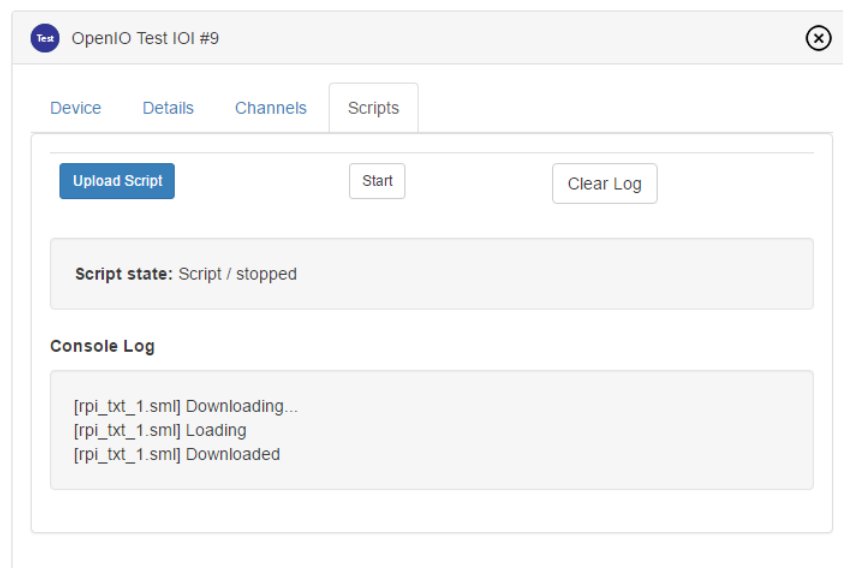 Test OpenIO Test IOI #9
Device Details Channels Scripts
Upload Script Start Clear Log
Script state: Script / stopped
Console Log
[rpi_txt_1.sml] Downloading...
[rpi_txt_1.sml] Loading
[rpi_txt_1.sml] Downloaded